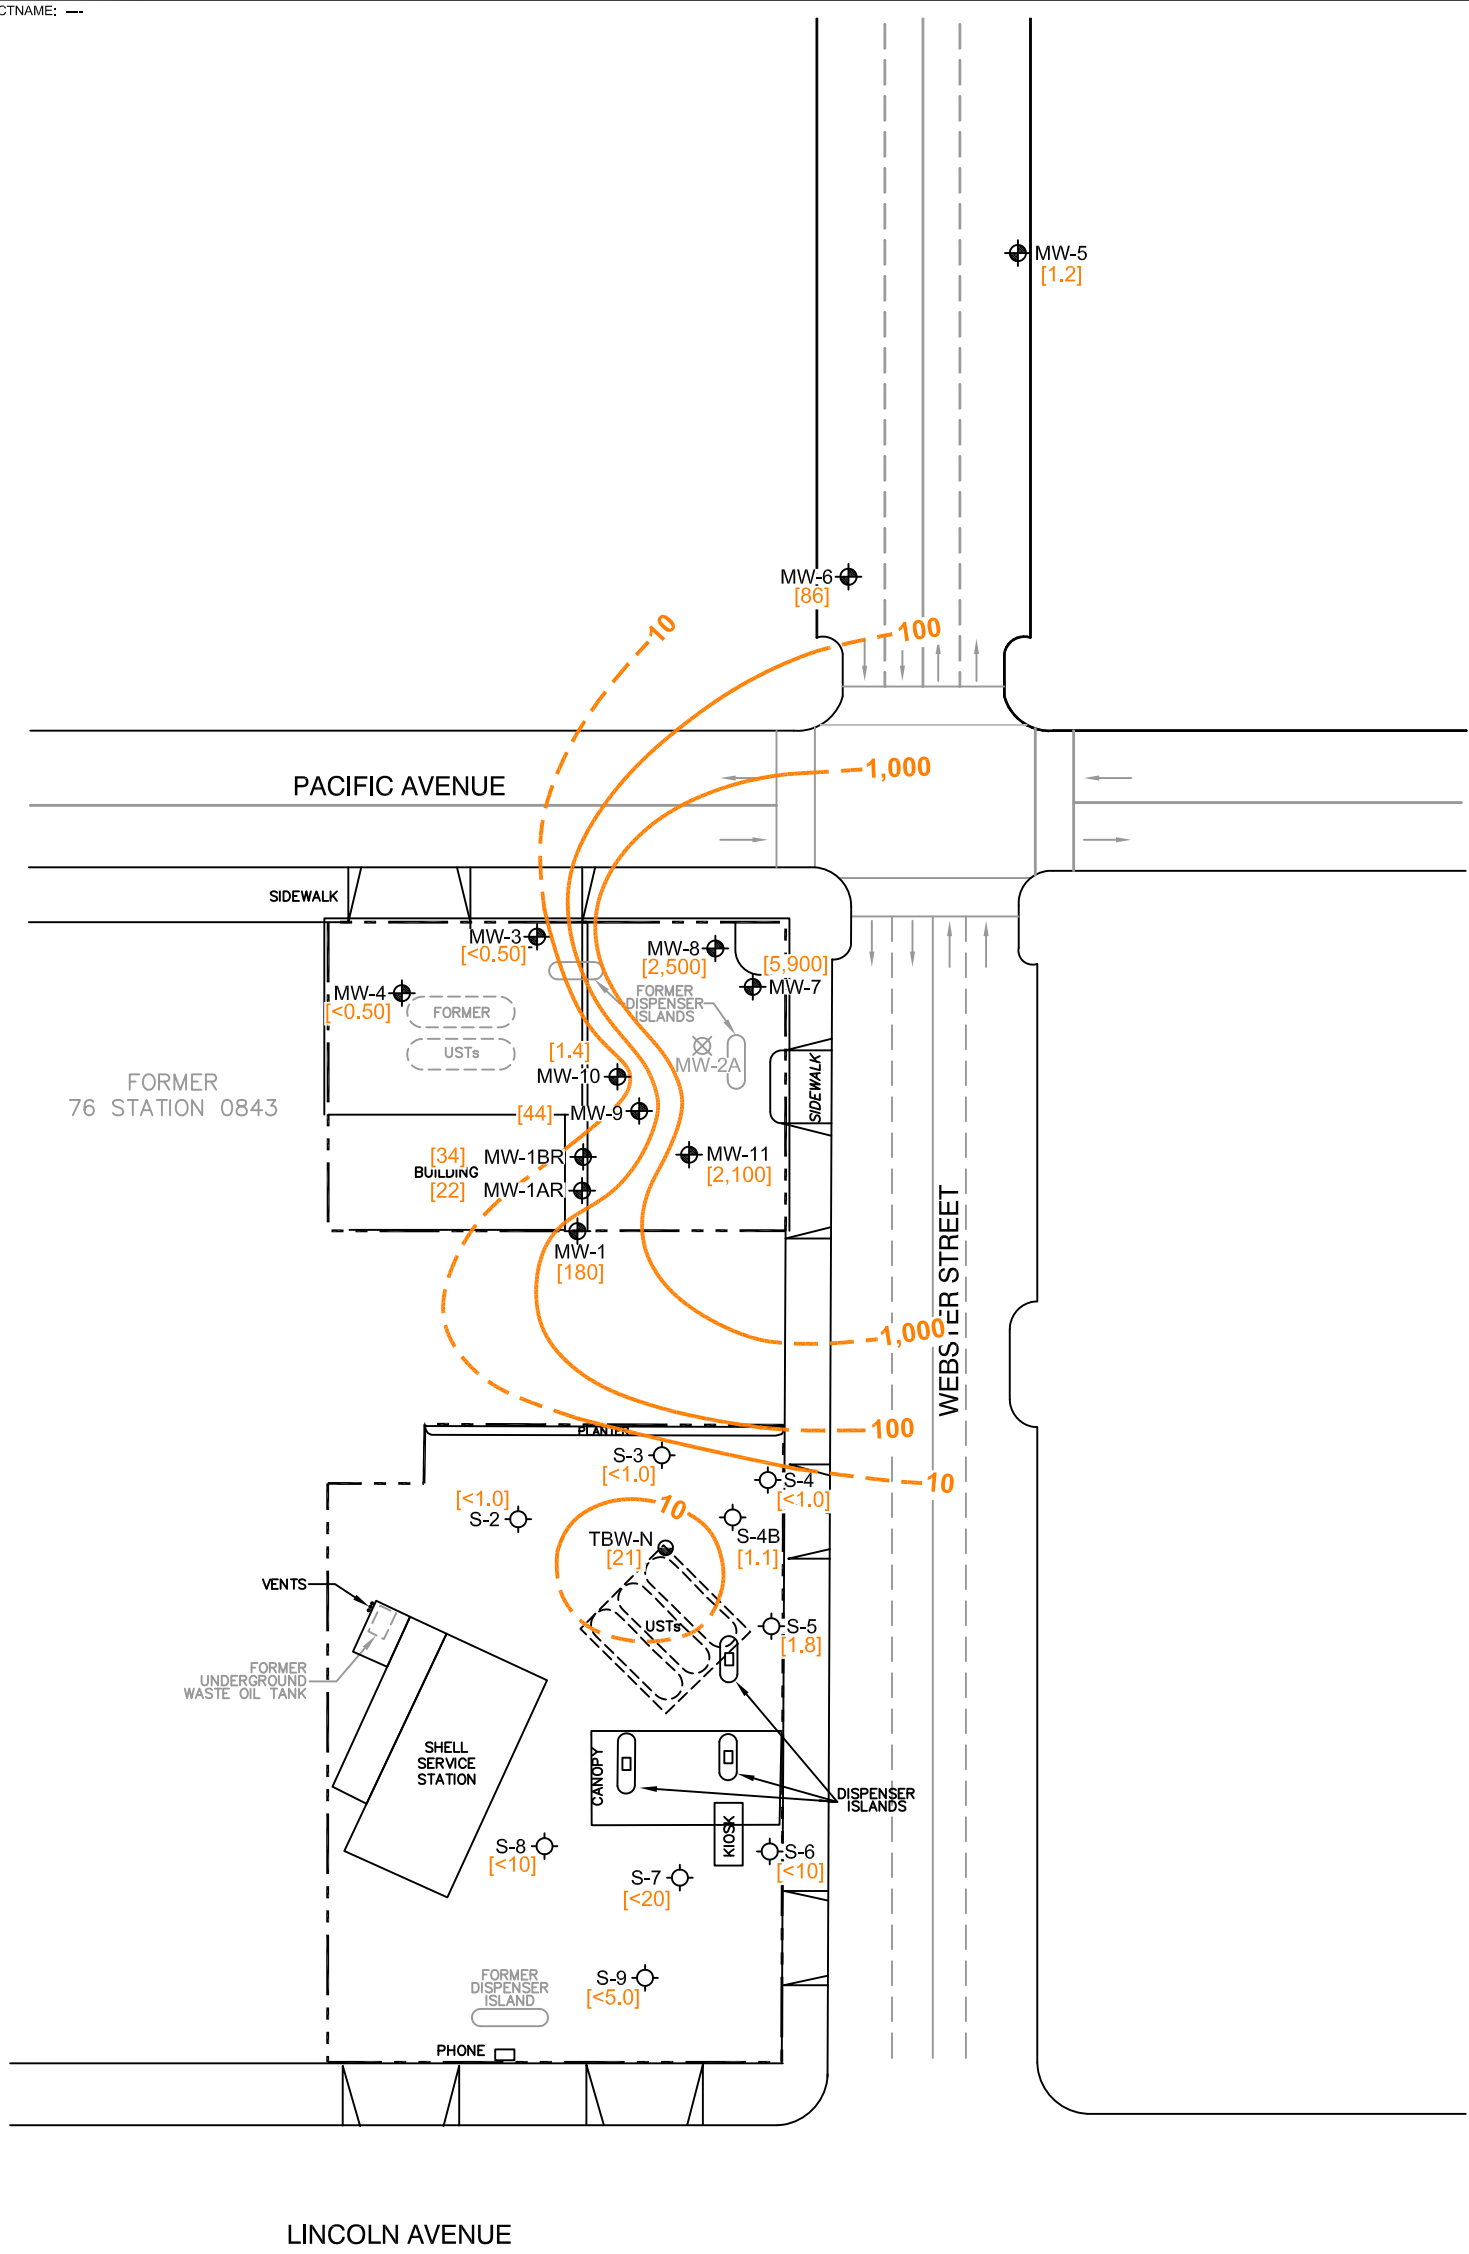 CTNAME: ---
MW-5
[1.2]
MW-6
[86]
10
100
1,000
PACIFIC AVENUE
SIDEWALK
MW-3
[<0.50]
MW-8
[2,500]
[5,900]
MW-7
MW-4
[<0.50]
FORMER
USTs
FORMER
DISPENSER
ISLANDS
MW-2A
[1.4]
MW-10
[44]
MW-9
SIDEWALK
FORMER
76 STATION 0843
[34]
MW-1BR
BUILDING
[22]
MW-1AR
MW-11
[2,100]
MW-1
[180]
WEBSTER STREET
1,000
100
10
PLANTER
S-3
[<1.0]
S-4
[<1.0]
[<1.0]
S-2
10
TBW-N
[21]
S-4B
[1.1]
VENTS
USTs
S-5
[1.8]
FORMER
UNDERGROUND
WASTE OIL TANK
SHELL
SERVICE
STATION
CANOPY
DISPENSER
ISLANDS
KIOSK
S-8
[<10]
S-6
[<10]
S-7
[<20]
S-9
[<5.0]
FORMER
DISPENSER
ISLAND
PHONE
LINCOLN AVENUE